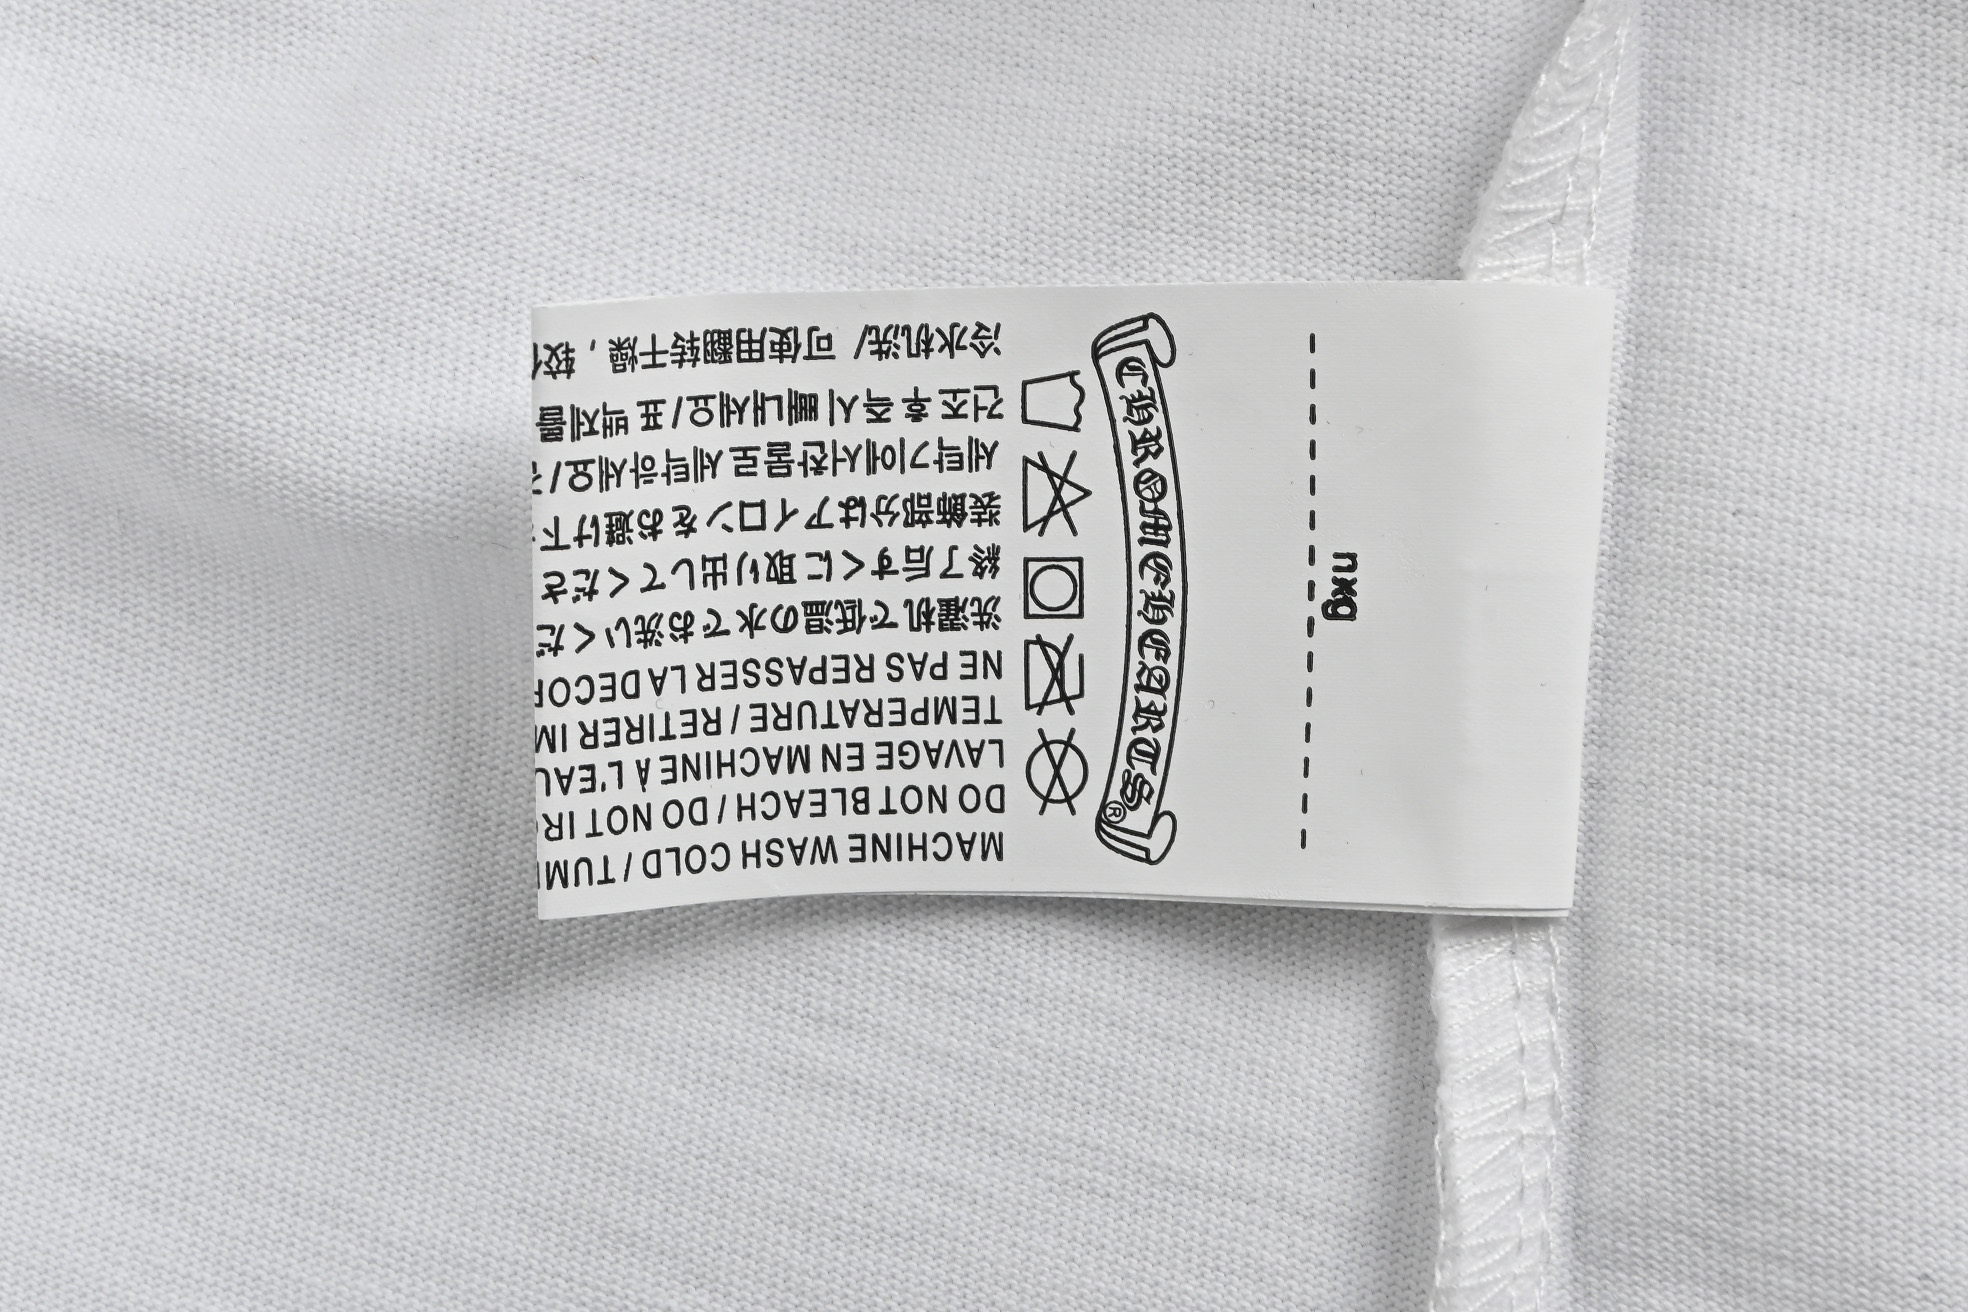 MACHINE WASH COLD / TUM
DO NOT BLEACH / DO NOT IR
LAVAGE EN MACHINE À L'EAU
TEMPERATURE / RETIRER IM
NE PAS REPASSER LA DECOR
洗濯机で低温の水でお洗いくだ
終了后すくに取り出してくださ
装飾部分はアイロンをお避け下
세탁기에서찬물로 세탁하세요/
건조 후 즉시 빼내세요/표 백제를
冷水机洗/ 可使用翻转干燥，较
CHROME HEARTS®
nxg